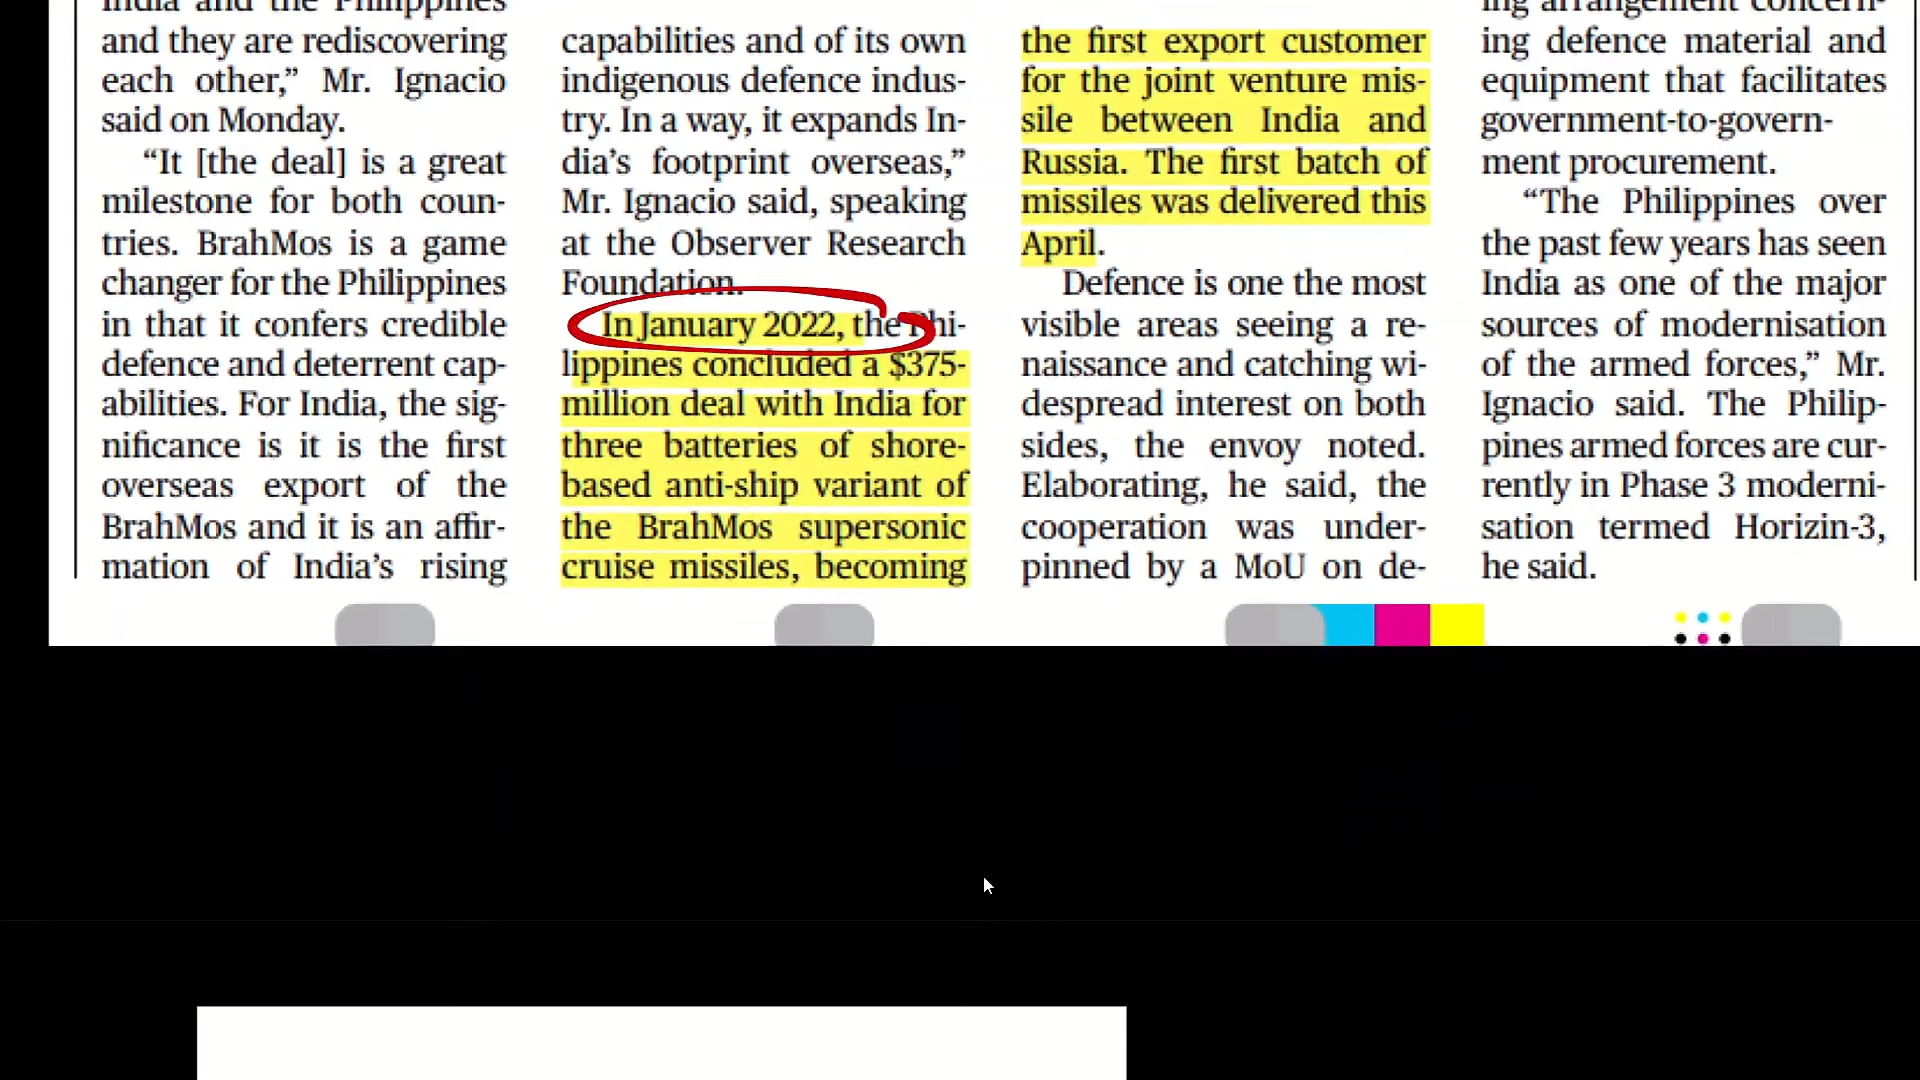 India and the Philippines
and they are rediscovering
each other,” Mr. Ignacio
said on Monday.
“It [the deal] is a great
milestone for both coun-
tries. BrahMos is a game
changer for the Philippines
in that it confers credible
defence and deterrent cap-
abilities. For India, the sig-
nificance is it is the first
overseas export of the
BrahMos and it is an affir-
mation of India’s rising
capabilities and of its own
indigenous defence indus-
try. In a way, it expands In-
dia’s footprint overseas,”
Mr. Ignacio said, speaking
at the Observer Research
Foundation.
In January 2022, the Phi-
lippines concluded a $375-
million deal with India for
three batteries of shore-
based anti-ship variant of
the BrahMos supersonic
cruise missiles, becoming
the first export customer
for the joint venture mis-
sile between India and
Russia. The first batch of
missiles was delivered this
April.
Defence is one the most
visible areas seeing a re-
naissance and catching wi-
despread interest on both
sides, the envoy noted.
Elaborating, he said, the
cooperation was under-
pinned by a MoU on de-
ing arrangement concern-
ing defence material and
equipment that facilitates
government-to-govern-
ment procurement.
“The Philippines over
the past few years has seen
India as one of the major
sources of modernisation
of the armed forces,” Mr.
Ignacio said. The Philip-
pines armed forces are cur-
rently in Phase 3 moderni-
sation termed Horizin-3,
he said.